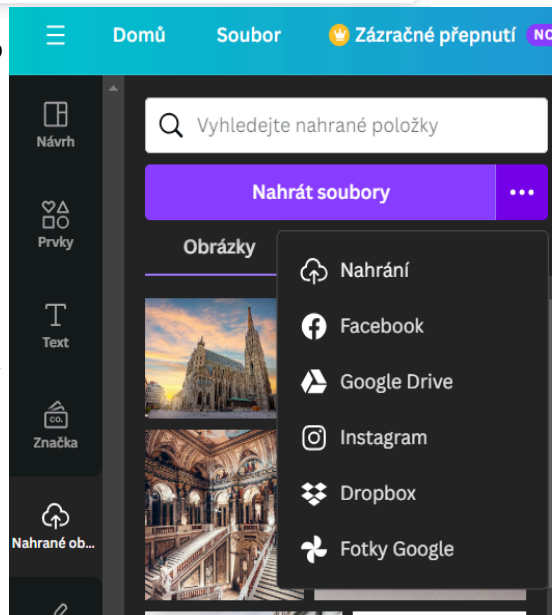 Domů Soubor Zázračné přepnutí
Návrh
Prvky
Text
CO.
Značka
Nahrané ob...
Vyhledejte nahrané položky
Nahrát soubory
Obrázky
Nahrání
Facebook
Google Drive
Instagram
Dropbox
Fotky Google